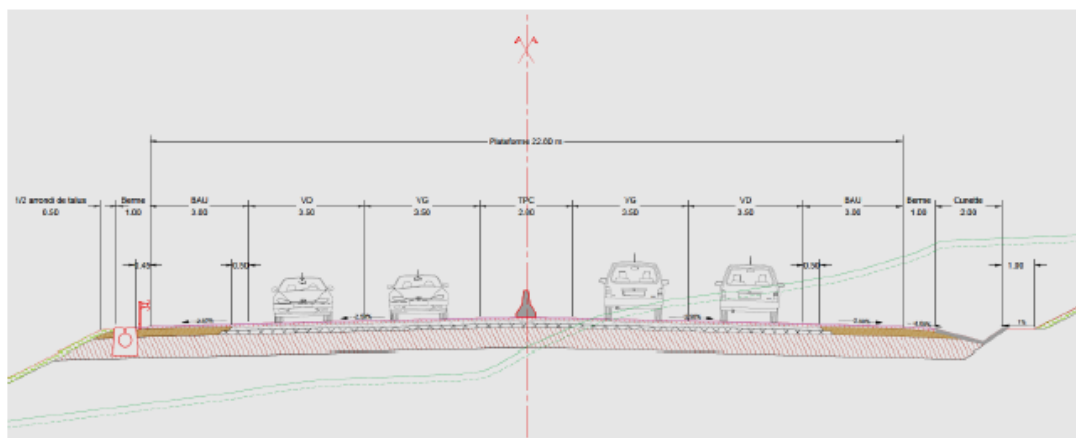 A A
Plateforme 22.60 m
1/2 arrondi de talus Berme BAU VD VG TPC VG VD BAU Berme Cunette
0.50 1.00 3.00 3.50 3.50 2.00 3.50 3.50 3.00 1.00 2.00
0.50 0.50 1.00